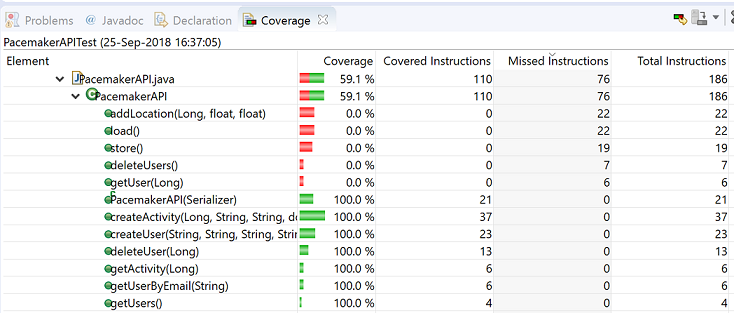 Problems @ Javadoc Declaration Coverage
PacemakerAPITest (25-Sep-2018 16:37:05)
Element Coverage Covered Instructions Missed Instructions Total Instructions
PacemakerAPI.java 59.1 % 110 76 186
PacemakerAPI 59.1 % 110 76 186
addLocation(Long, float, float) 0.0 % 0 22 22
load() 0.0 % 0 22 22
store() 0.0 % 0 19 19
deleteUsers() 0.0 % 0 7 7
getUser(Long) 0.0 % 0 6 6
PacemakerAPI(Serializer) 100.0 % 21 0 21
createActivity(Long, String, String, do 100.0 % 37 0 37
createUser(String, String, String, Strin 100.0 % 23 0 23
deleteUser(Long) 100.0 % 13 0 13
getActivity(Long) 100.0 % 6 0 6
getUserByEmail(String) 100.0 % 6 0 6
getUsers() 100.0 % 4 0 4